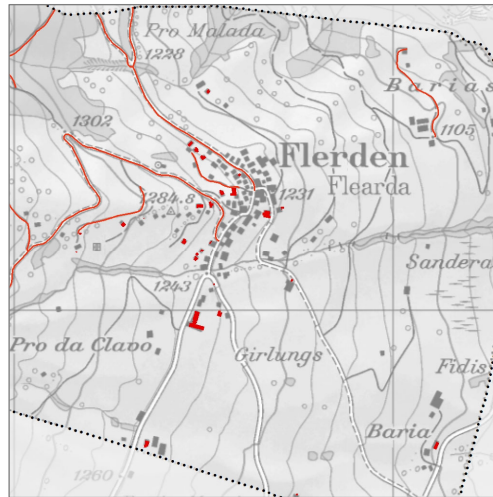 Pro Malada
1228
Barias
1302
1105
Flerden
Flearda
1284.8
1231
Sandera
1243
Pro da Clavo
Girlungs
Fidis
Baria
1260